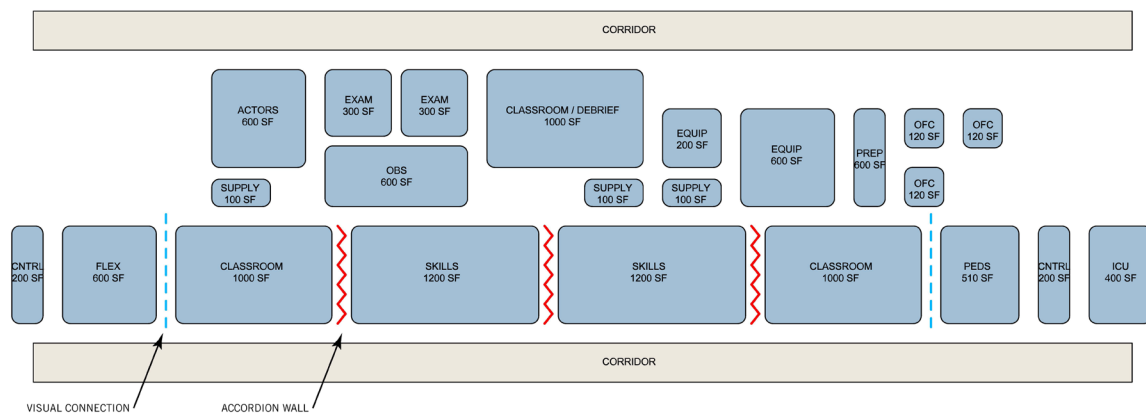 CORRIDOR
ACTORS
600 SF
EXAM
300 SF
EXAM
300 SF
CLASSROOM / DEBRIEF
1000 SF
EQUIP
200 SF
EQUIP
600 SF
PREP
600 SF
OFC
120 SF
OFC
120 SF
OBS
600 SF
SUPPLY
100 SF
SUPPLY
100 SF
SUPPLY
100 SF
OFC
120 SF
CNTRL
200 SF
FLEX
600 SF
CLASSROOM
1000 SF
SKILLS
1200 SF
SKILLS
1200 SF
CLASSROOM
1000 SF
PEDS
510 SF
CNTRL
200 SF
ICU
400 SF
CORRIDOR
VISUAL CONNECTION
ACCORDION WALL